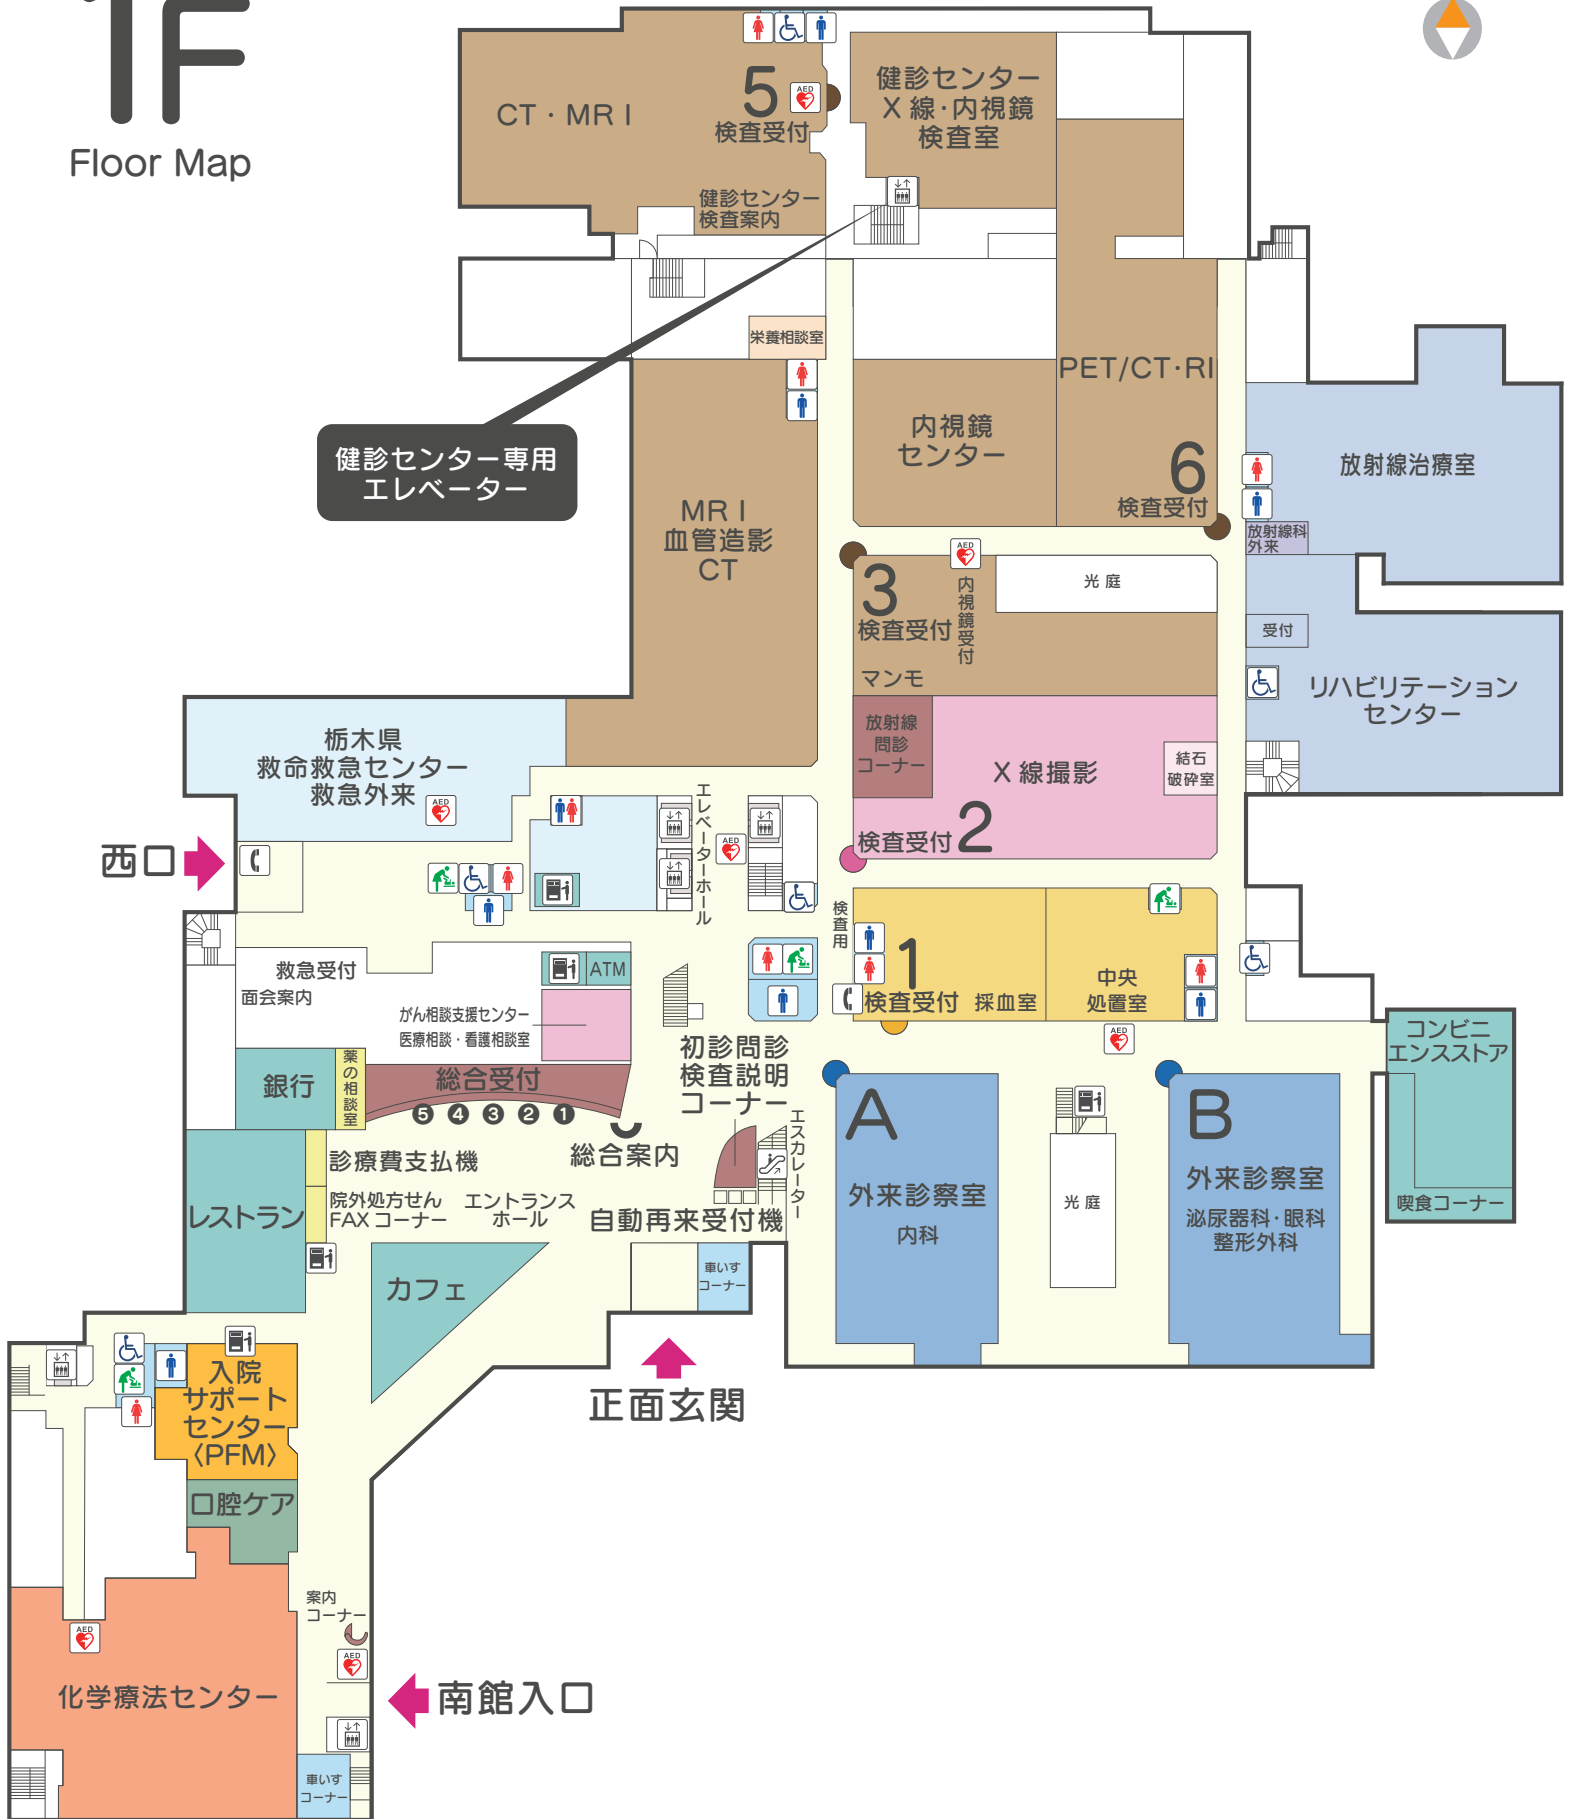 1F
Floor Map
CT・MRI
5
検査受付
AED
健診センター
検査案内
健診センター
X線・内視鏡
検査室
栄養相談室
健診センター専用
エレベーター
MRI
血管造影
CT
内視鏡
センター
PET/CT・RI
6
検査受付
放射線治療室
放射線科
外来
受付
リハビリテーション
センター
3
検査受付
AED
内視鏡受付
光庭
マンモ
放射線
問診
コーナー
X線撮影
結石
破砕室
検査受付 2
栃木県
救命救急センター
救急外来
AED
エレベーターホール
AED
西口
検査用
1
検査受付
採血室
中央
処置室
AED
救急受付
面会案内
ATM
がん相談支援センター
医療相談・看護相談室
銀行
薬の相談室
総合受付
5 4 3 2 1
総合案内
初診問診
検査説明
コーナー
エスカレーター
自動再来受付機
診療費支払機
院外処方せん
FAXコーナー
エントランス
ホール
レストラン
カフェ
車いす
コーナー
正面玄関
A
外来診察室
内科
光庭
B
外来診察室
泌尿器科・眼科
整形外科
コンビニ
エンスストア
喫食コーナー
入院
サポート
センター
〈PFM〉
口腔ケア
案内
コーナー
AED
AED
化学療法センター
南館入口
車いす
コーナー